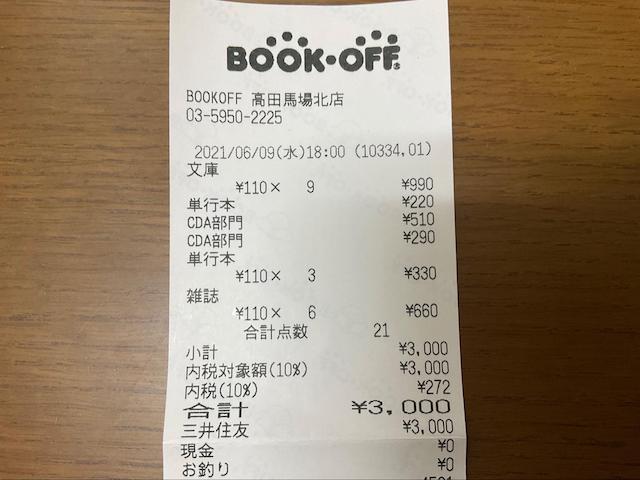 BOOK・OFF®
BOOKOFF 高田馬場北店
03-5950-2225
2021/06/09(水)18:00 (10334,01)
文庫
¥110× 9 ¥990
単行本 ¥220
CDA部門 ¥510
CDA部門 ¥290
単行本
¥110× 3 ¥330
雑誌
¥110× 6 ¥660
合計点数 21
小計 ¥3,000
内税対象額(10%) ¥3,000
内税(10%) ¥272
合計 ¥3,000
三井住友 ¥3,000
現金 ¥0
お釣り ¥0